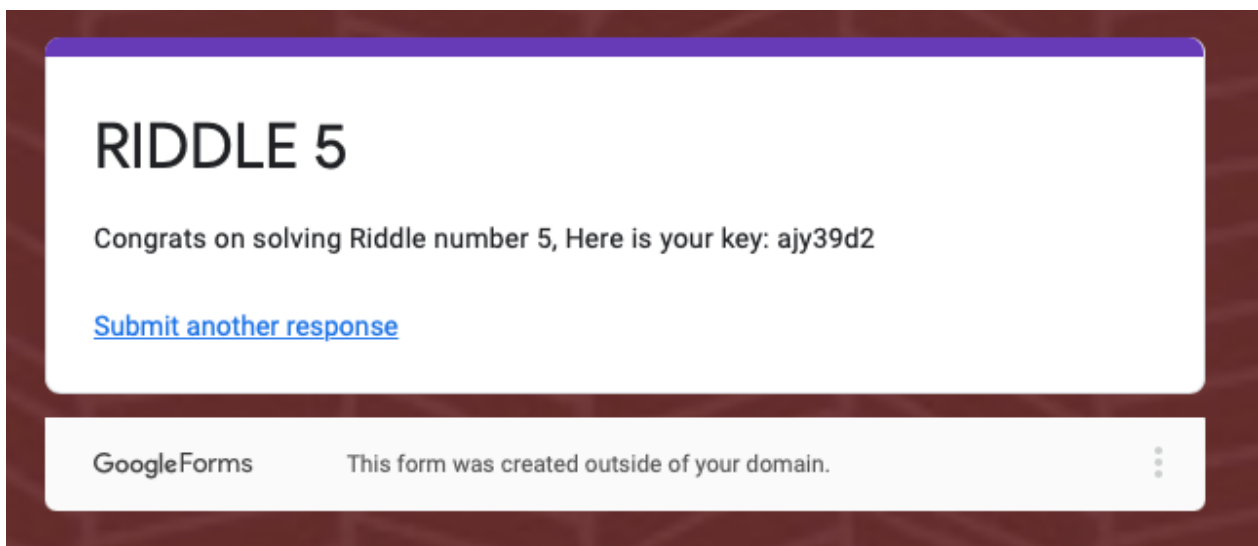 RIDDLE 5
Congrats on solving Riddle number 5, Here is your key: ajy39d2
Submit another response
GoogleForms This form was created outside of your domain.